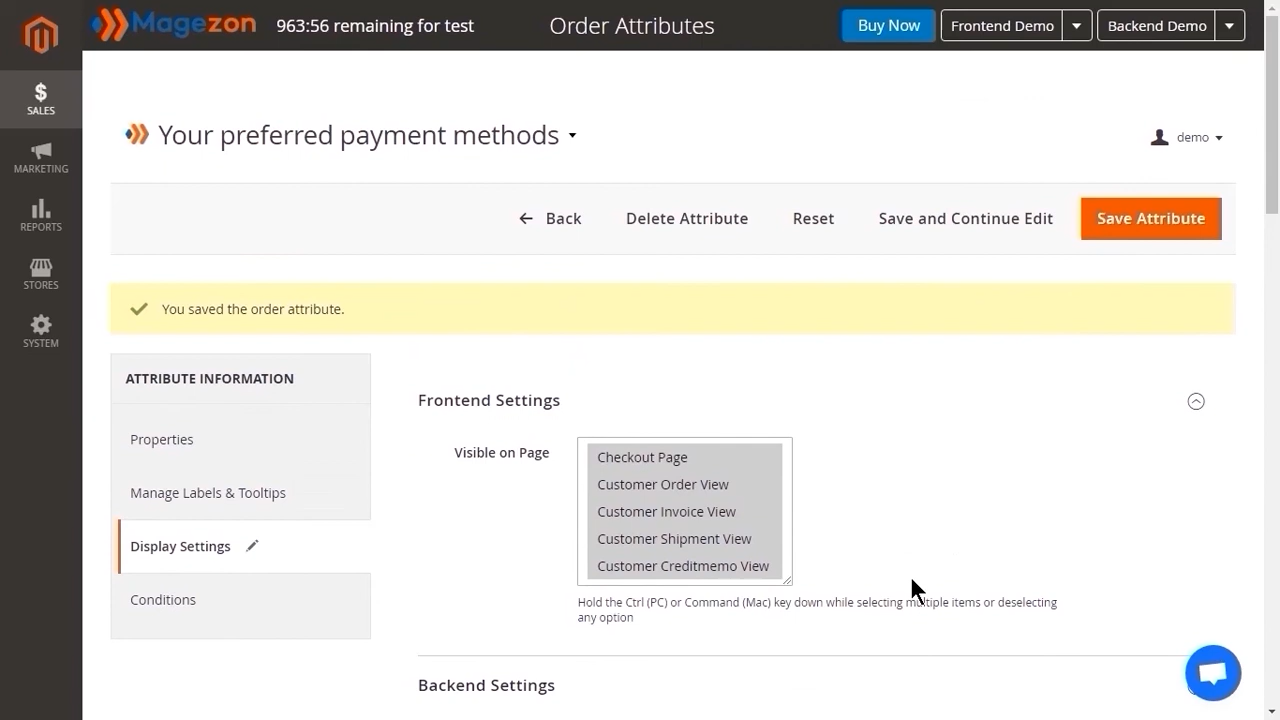 Magezon
963:56 remaining for test
Order Attributes
Buy Now
Frontend Demo
Backend Demo
SALES
MARKETING
REPORTS
STORES
SYSTEM
Your preferred payment methods
demo
Back
Delete Attribute
Reset
Save and Continue Edit
Save Attribute
You saved the order attribute.
ATTRIBUTE INFORMATION
Properties
Manage Labels & Tooltips
Display Settings
Conditions
Frontend Settings
Visible on Page
Checkout Page
Customer Order View
Customer Invoice View
Customer Shipment View
Customer Creditmemo View
Hold the Ctrl (PC) or Command (Mac) key down while selecting multiple items or deselecting
any option
Backend Settings